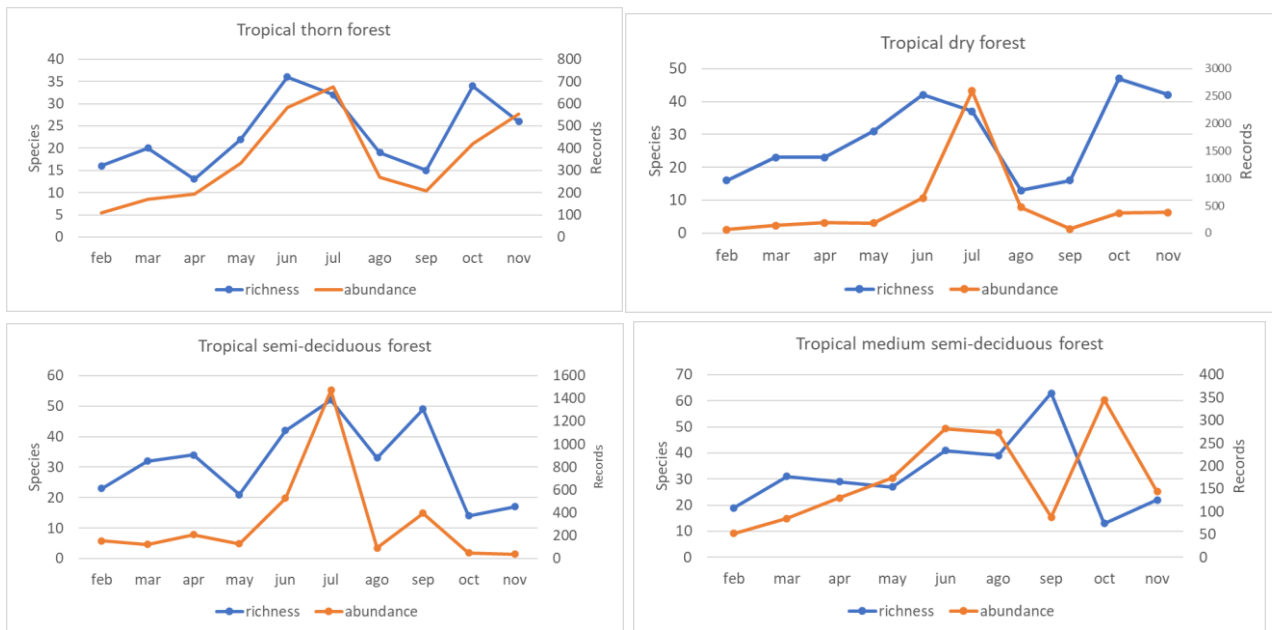 Tropical thorn forest
40 800
35 700
30 600
25 500
20 400
15 300
10 200
5 100
0 0
Species
Records
feb mar apr may jun jul ago sep oct nov
richness abundance
Tropical dry forest
50 3000
40 2500
30 2000
20 1500
10 1000
0 500
0
Species
Records
feb mar apr may jun jul ago sep oct nov
richness abundance
Tropical semi-deciduous forest
60 1600
50 1400
40 1200
30 1000
20 800
10 600
0 400
200
0
Species
Records
feb mar apr may jun jul ago sep oct nov
richness abundance
Tropical medium semi-deciduous forest
70 400
60 350
50 300
40 250
30 200
20 150
10 100
0 50
0
Species
Records
feb mar apr may jun ago sep oct nov
richness abundance